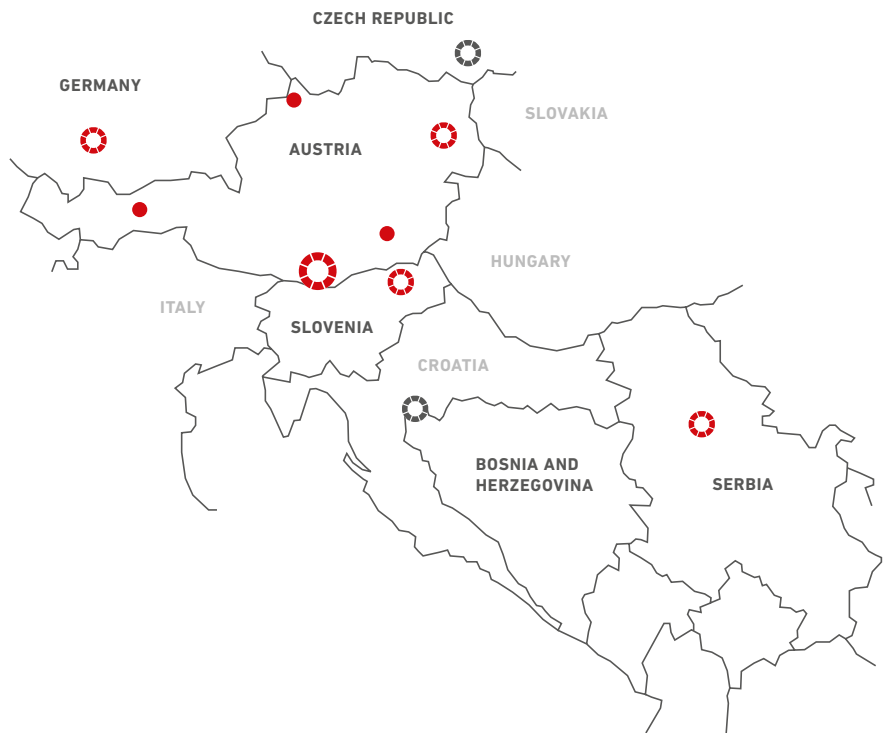 CZECH REPUBLIC
GERMANY
SLOVAKIA
AUSTRIA
HUNGARY
ITALY
SLOVENIA
CROATIA
BOSNIA AND
HERZEGOVINA
SERBIA